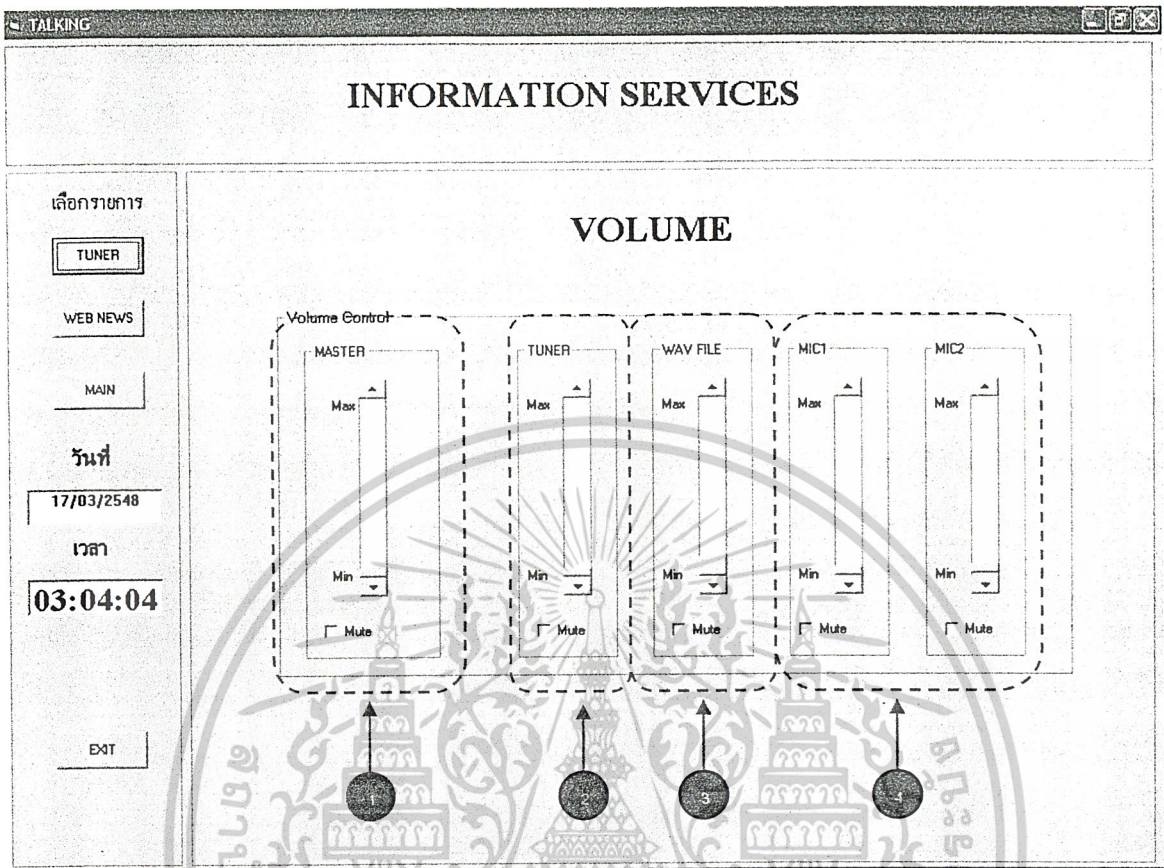 TALKING
INFORMATION SERVICES
เลือกรายการ
TUNER
WEB NEWS
MAIN
วันที่
17/03/2548
เวลา
03:04:04
EXIT
VOLUME
Volume Control
MASTER
Max
Min
Mute
TUNER
Max
Min
Mute
WAV FILE
Max
Min
Mute
MIC1
Max
Min
Mute
MIC2
Max
Min
Mute
1
2
3
4